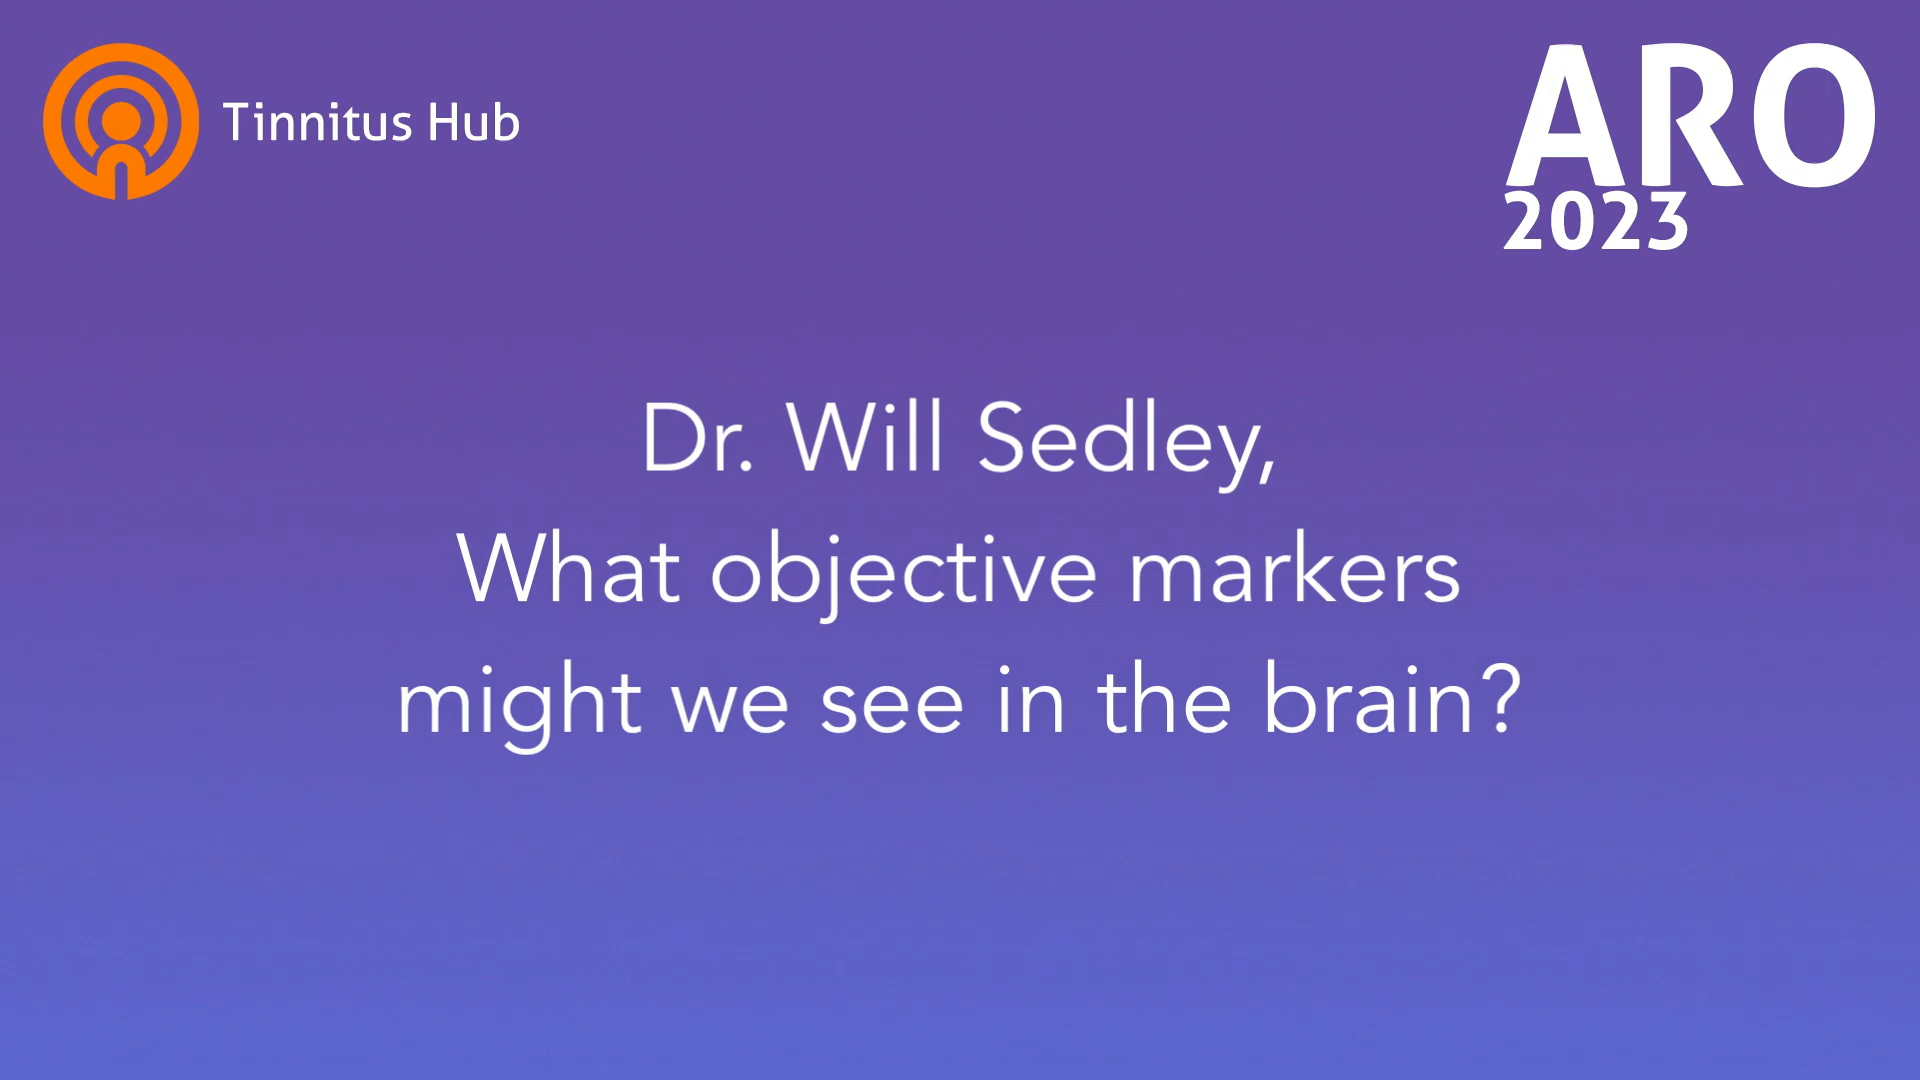 Tinnitus Hub
ARO
2023
Dr. Will Sedley,
What objective markers
might we see in the brain?